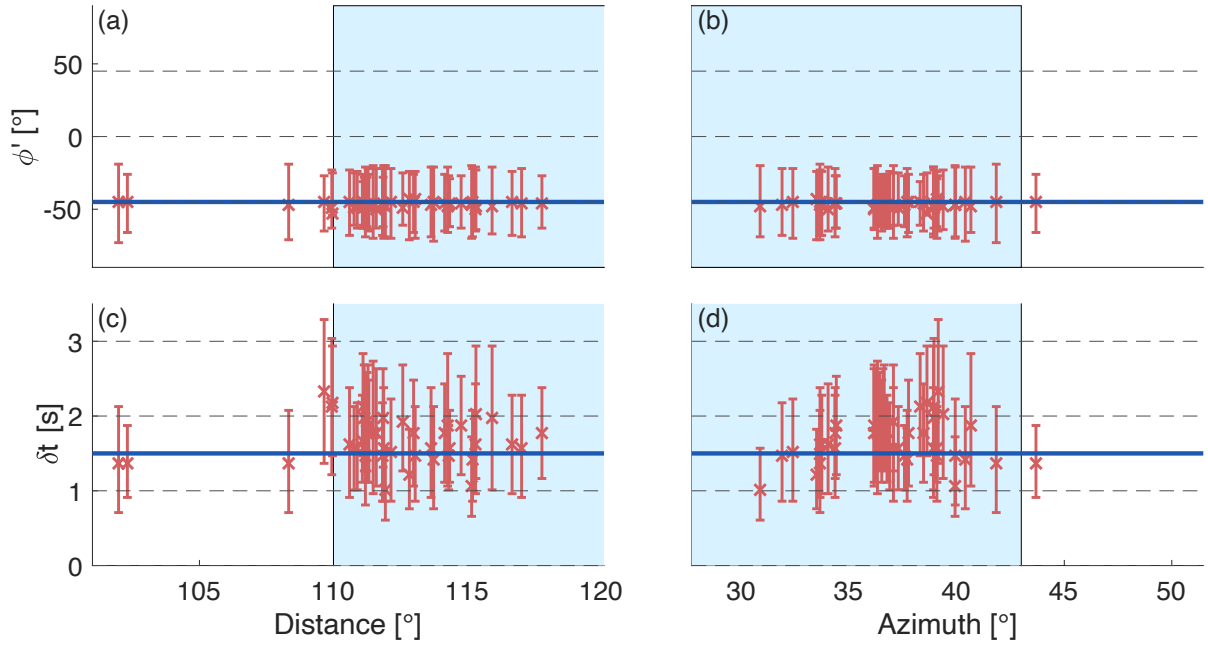 (a)
(b)
50
0
-50
ϕ' [°]
(c)
(d)
3
2
1
0
δt [s]
105 110 115 120
30 35 40 45 50
Distance [°]
Azimuth [°]